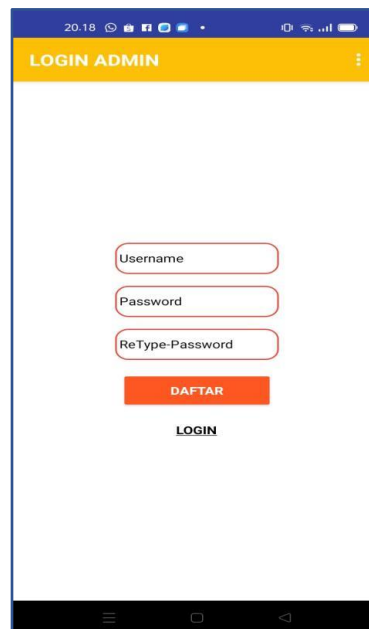 20.18
LOGIN ADMIN
Username
Password
ReType-Password
DAFTAR
LOGIN